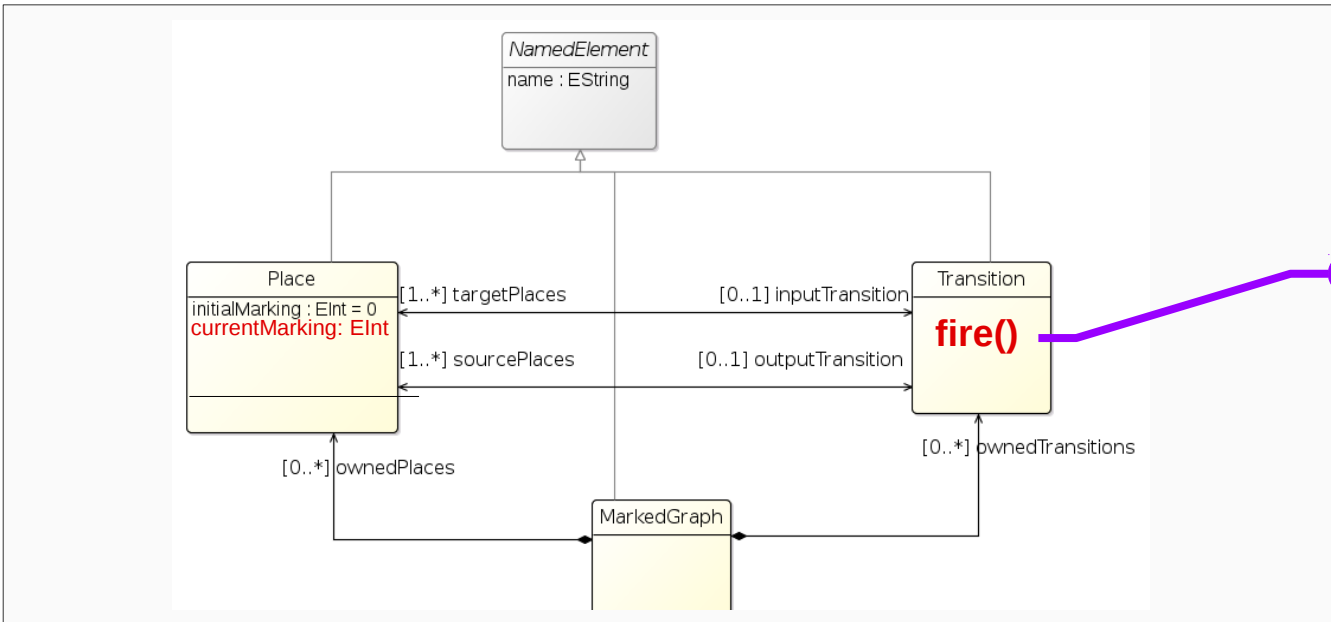 NamedElement
name : EString
Place
initialMarking : EInt = 0
currentMarking: EInt
[1..*] targetPlaces
[0..1] inputTransition
[1..*] sourcePlaces
[0..1] outputTransition
Transition
fire()
[0..*] ownedPlaces
[0..*] ownedTransitions
MarkedGraph